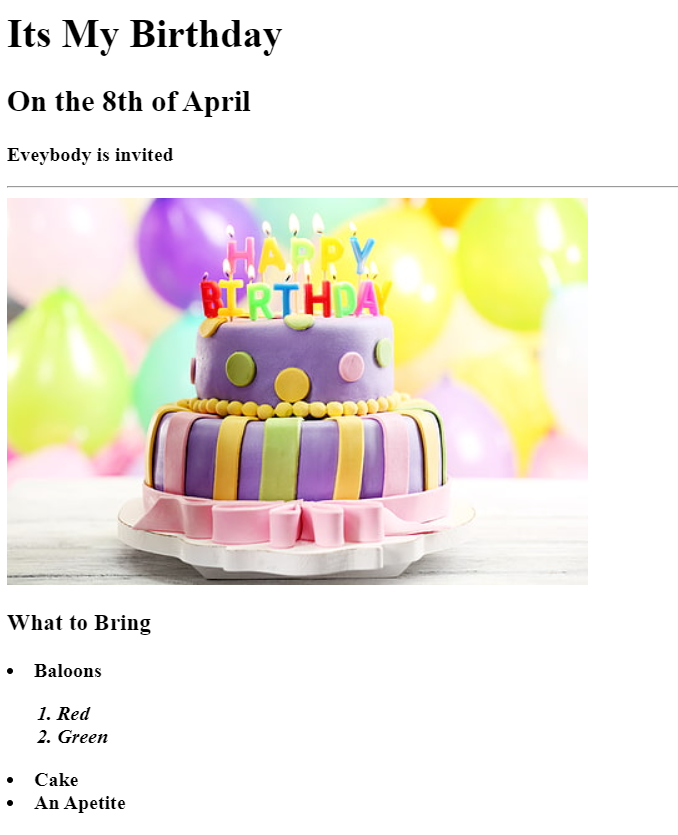 Its My Birthday
On the 8th of April
Eveybody is invited
HAPPY
BIRTHDAY
What to Bring
• Baloons
1. Red
2. Green
• Cake
• An Apetite